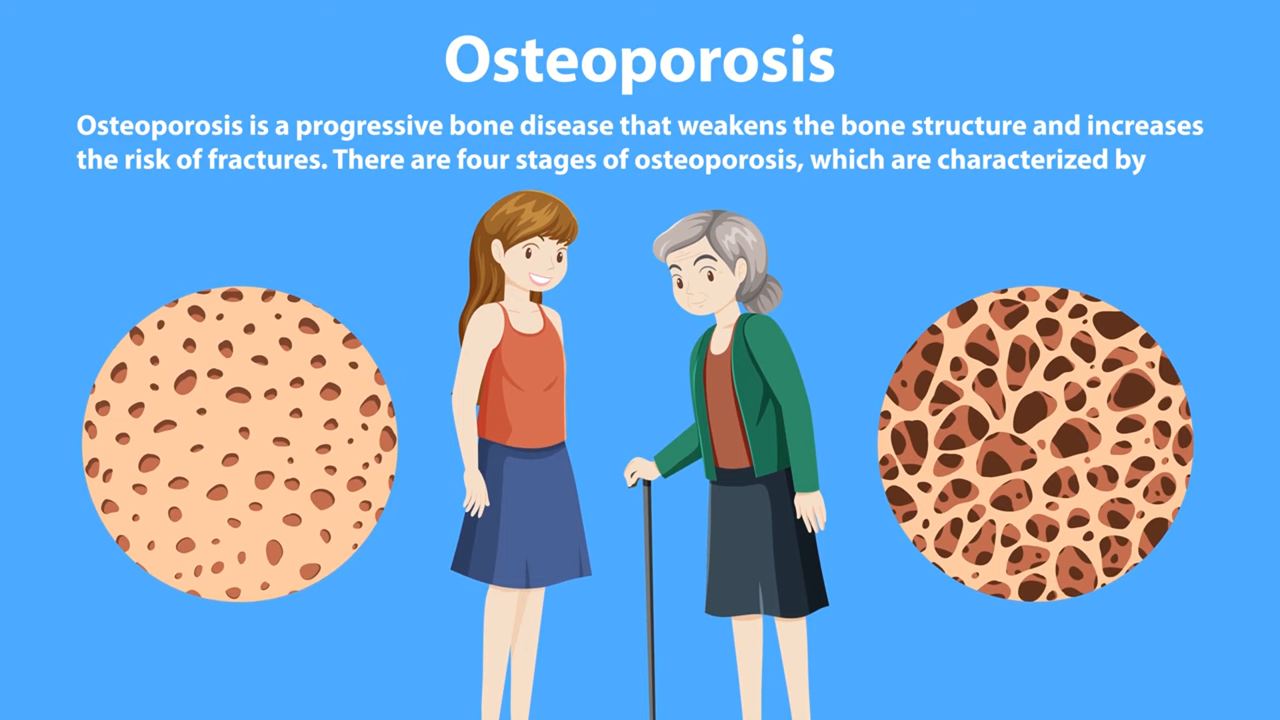 Osteoporosis
Osteoporosis is a progressive bone disease that weakens the bone structure and increases
the risk of fractures. There are four stages of osteoporosis, which are characterized by